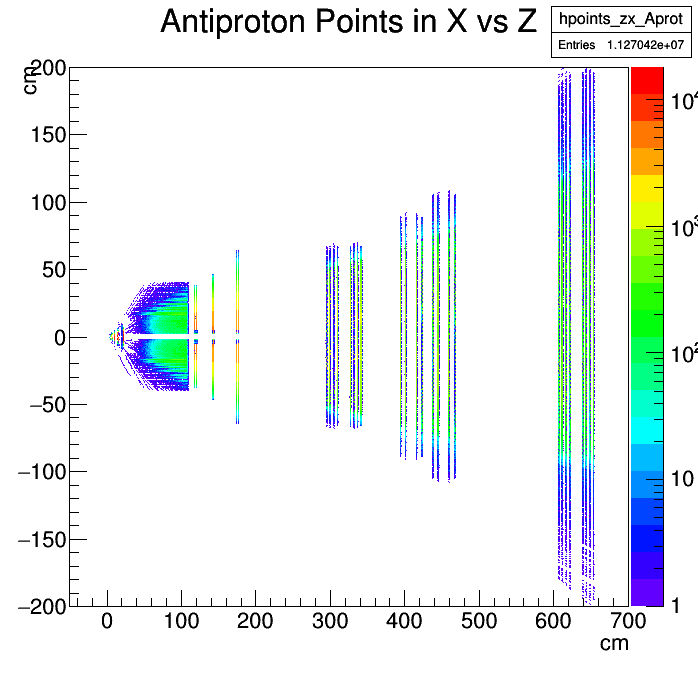 Antiproton Points in X vs Z
hpoints_zx_Aprot
Entries 1.127042e+07
cm
200
150
100
50
0
−50
−100
−150
−200
0 100 200 300 400 500 600 700
cm
10⁴
10³
10²
10
1